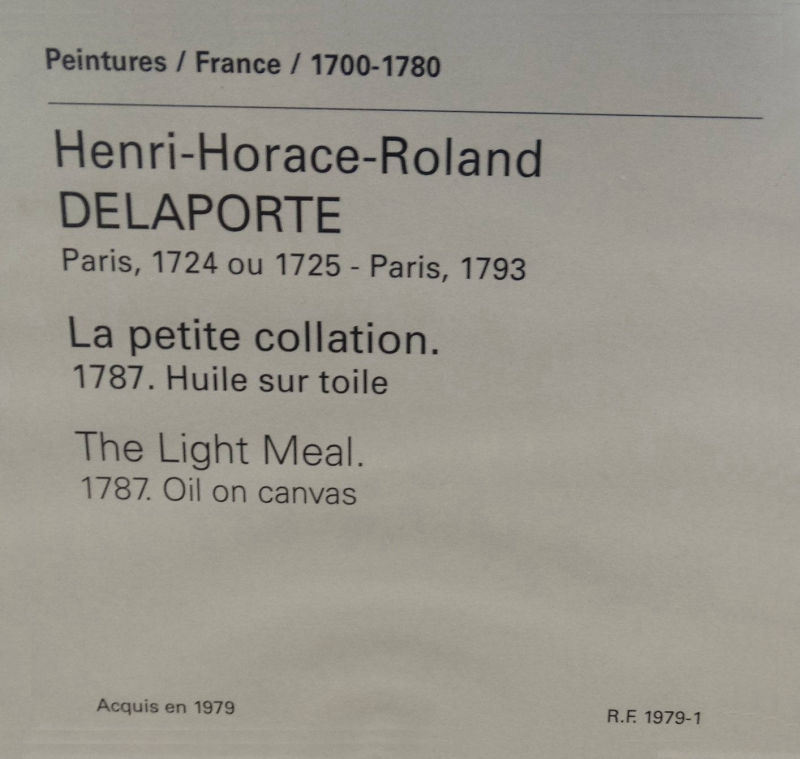 Peintures / France / 1700-1780
Henri-Horace-Roland
DELAPORTE
Paris, 1724 ou 1725 - Paris, 1793
La petite collation.
1787. Huile sur toile
The Light Meal.
1787. Oil on canvas
Acquis en 1979
R.F. 1979-1